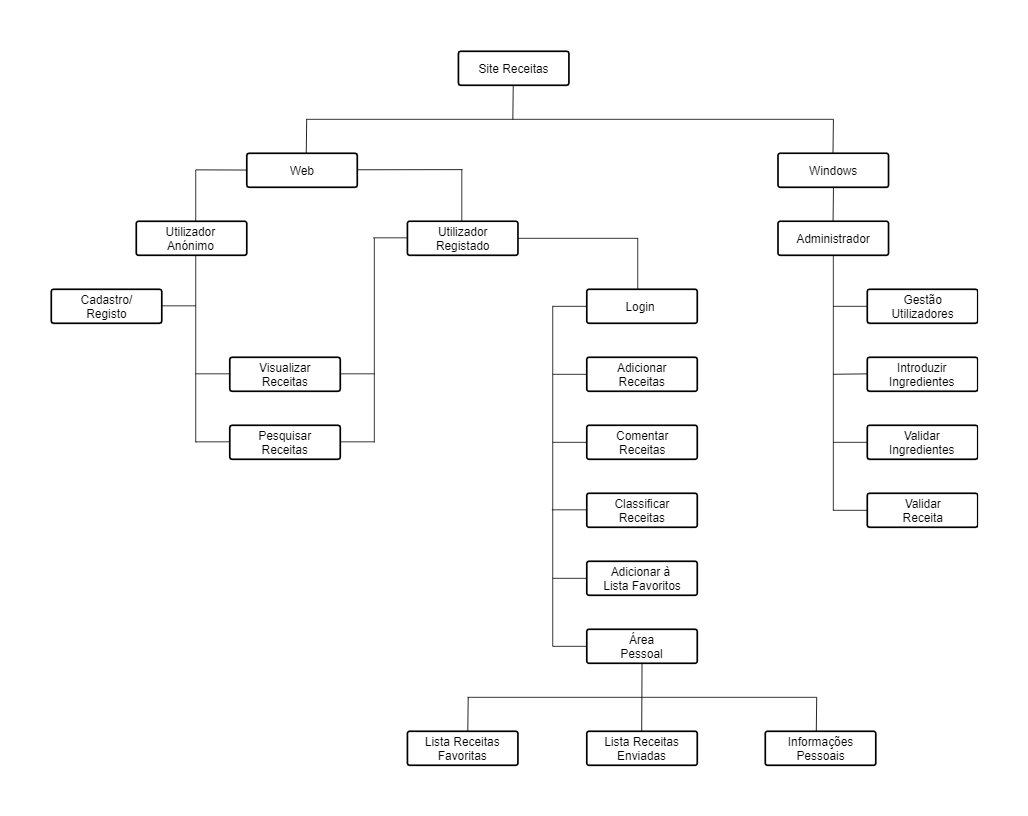 Site Receitas
Web
Windows
Utilizador
Anónimo
Utilizador
Registado
Administrador
Cadastro/
Registo
Login
Gestão
Utilizadores
Visualizar
Receitas
Adicionar
Receitas
Introduzir
Ingredientes
Pesquisar
Receitas
Comentar
Receitas
Validar
Ingredientes
Classificar
Receitas
Validar
Receita
Adicionar à
Lista Favoritos
Área
Pessoal
Lista Receitas
Favoritas
Lista Receitas
Enviadas
Informações
Pessoais